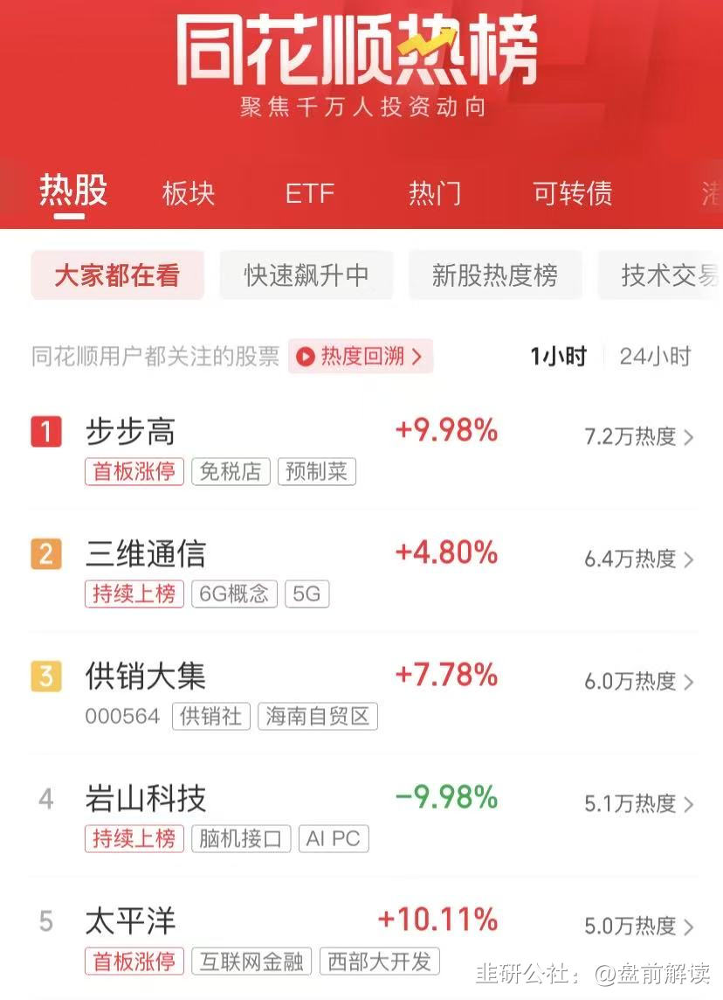 同花顺热榜
聚焦千万人投资动向
热股 板块 ETF 热门 可转债 港
大家都在看 快速飙升中 新股热度榜 技术交易
同花顺用户都关注的股票 热度回溯 > 1小时 24小时
1 步步高 +9.98% 7.2万热度 >
首板涨停 免税店 预制菜
2 三维通信 +4.80% 6.4万热度 >
持续上榜 6G概念 5G
3 供销大集 +7.78% 6.0万热度 >
000564 供销社 海南自贸区
4 岩山科技 -9.98% 5.1万热度 >
持续上榜 脑机接口 AI PC
5 太平洋 +10.11% 5.0万热度 >
首板涨停 互联网金融 西部大开发
韭研公社：@盘前解读